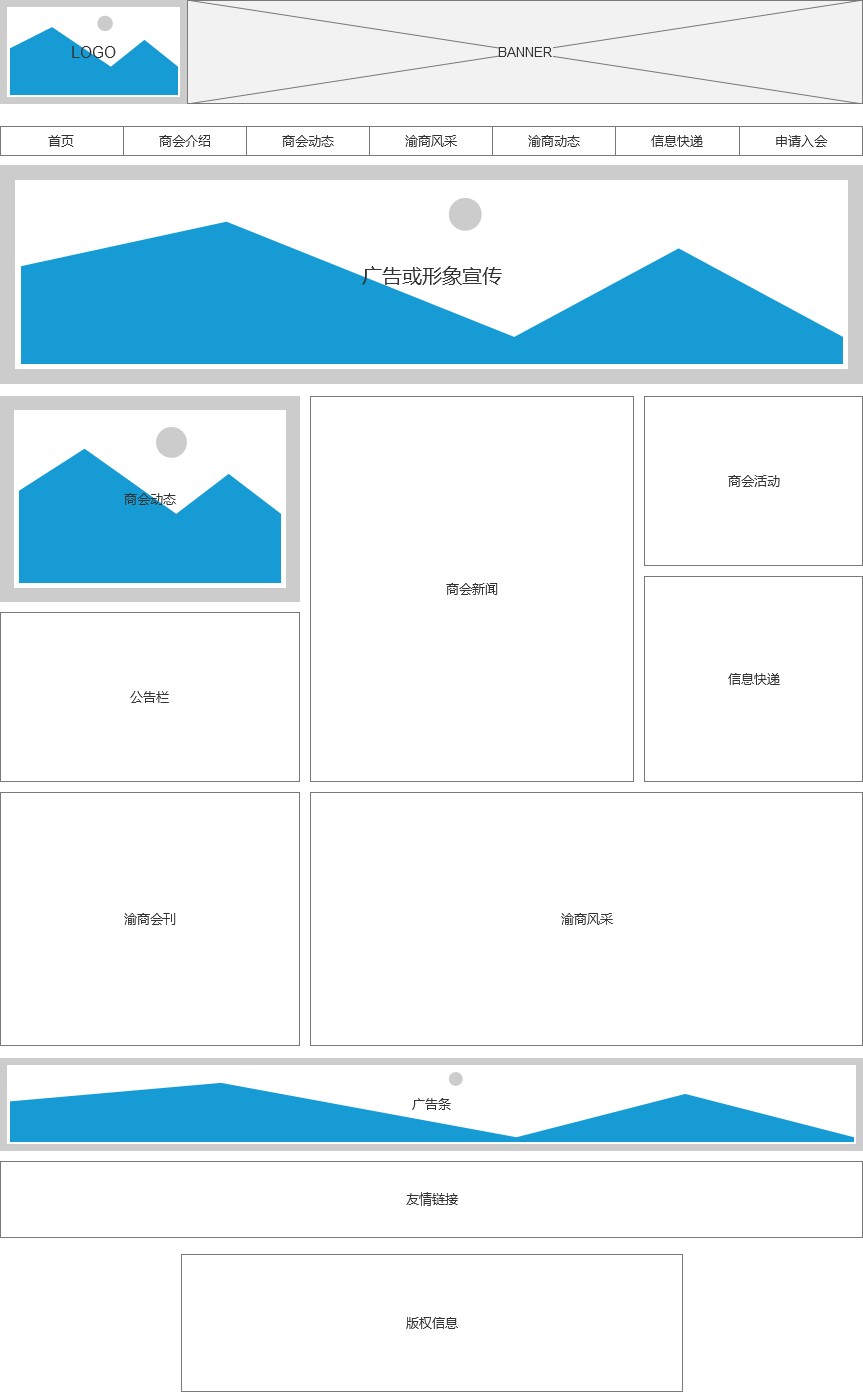 LOGO
BANNER
首页 商会介绍 商会动态 渝商风采 渝商动态 信息快递 申请入会
广告或形象宣传
商会动态
商会新闻
商会活动
信息快递
公告栏
渝商会刊
渝商风采
广告条
友情链接
版权信息